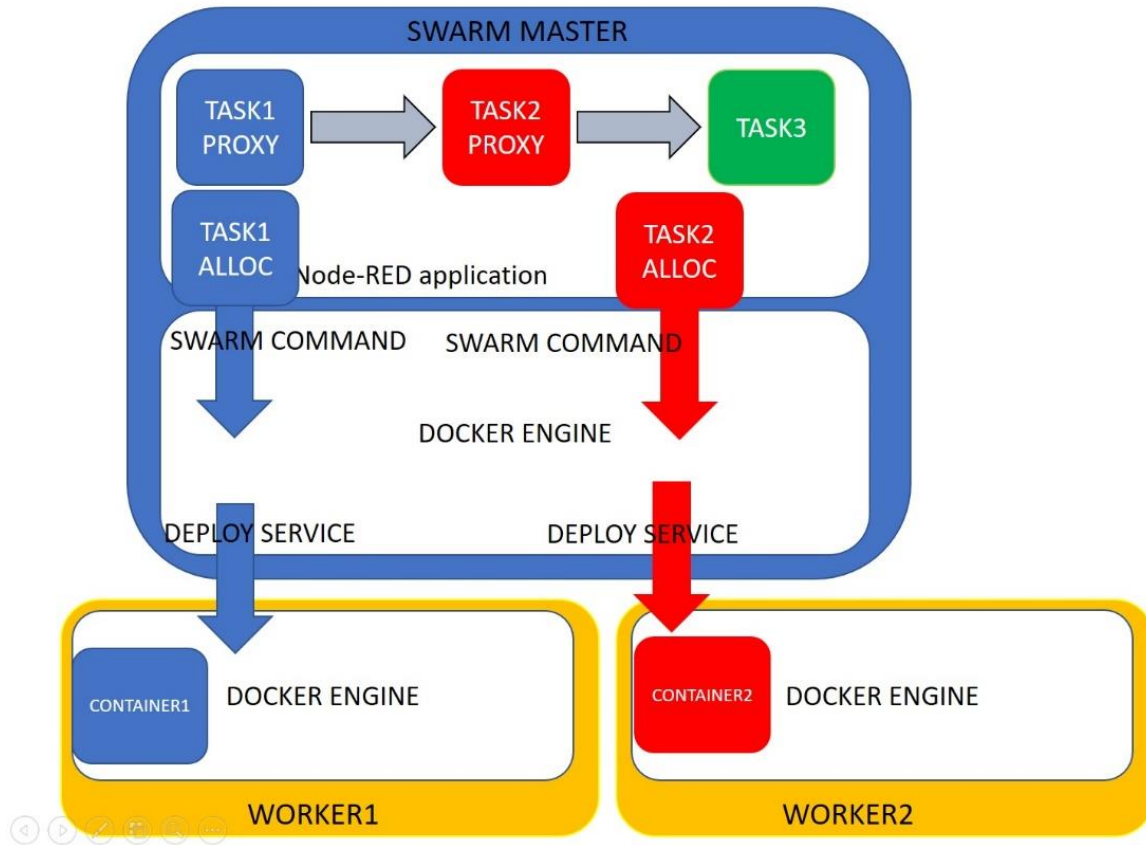 SWARM MASTER
TASK1
PROXY
TASK2
PROXY
TASK3
TASK1
ALLOC
TASK2
ALLOC
Node-RED application
SWARM COMMAND
SWARM COMMAND
DOCKER ENGINE
DEPLOY SERVICE
DEPLOY SERVICE
CONTAINER1
DOCKER ENGINE
CONTAINER2
DOCKER ENGINE
WORKER1
WORKER2